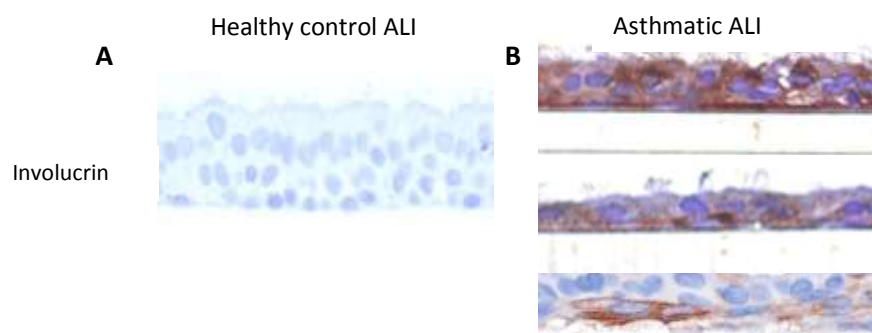 Healthy control ALI
Asthmatic ALI
A
B
Involucrin